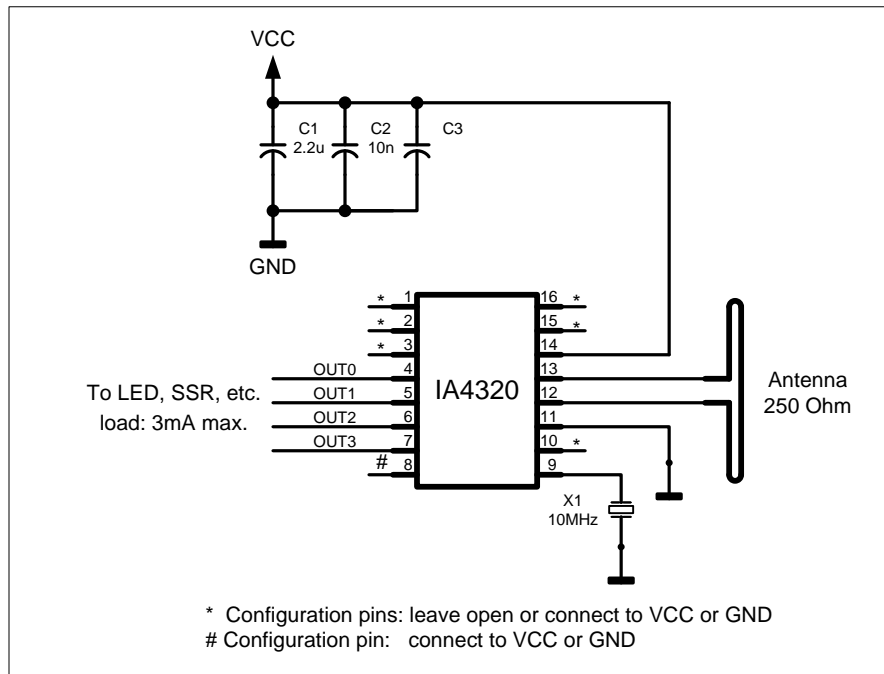 VCC
C1
2.2u
C2
10n
C3
GND
* 1
* 2
* 3
OUT0 4
OUT1 5
OUT2 6
OUT3 7
# 8
To LED, SSR, etc.
load: 3mA max.
IA4320
16 *
15 *
14
13
12
11
10 *
9
Antenna
250 Ohm
X1
10MHz
* Configuration pins: leave open or connect to VCC or GND
# Configuration pin: connect to VCC or GND